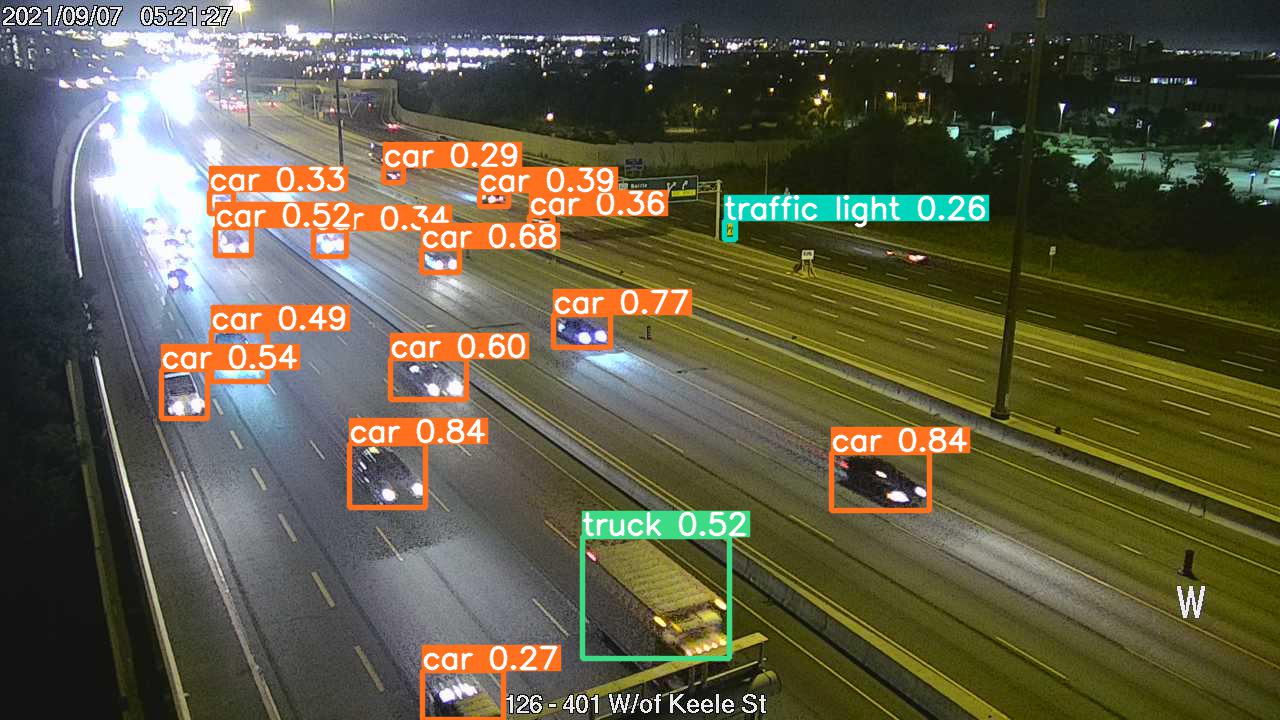 2021/09/07 05:21:27
car 0.29
car 0.33
car 0.39
car 0.36
traffic light 0.26
car 0.52
r 0.34
car 0.68
car 0.77
car 0.49
car 0.60
car 0.54
car 0.84
car 0.84
truck 0.52
W
car 0.27
126 - 401 W/of Keele St